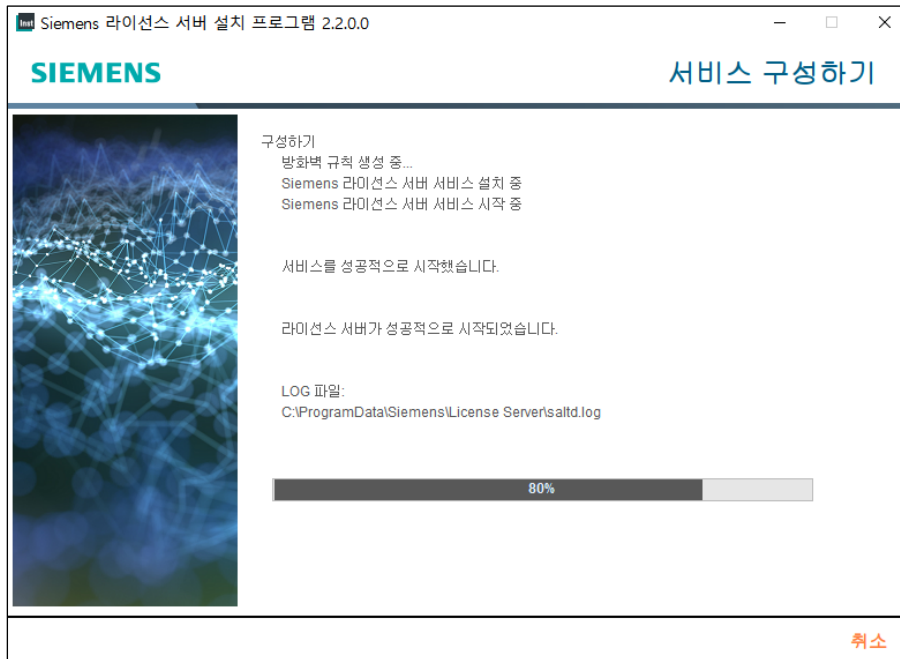 Inst Siemens 라이선스 서버 설치 프로그램 2.2.0.0
SIEMENS
서비스 구성하기
구성하기
방화벽 규칙 생성 중...
Siemens 라이선스 서버 서비스 설치 중
Siemens 라이선스 서버 서비스 시작 중
서비스를 성공적으로 시작했습니다.
라이선스 서버가 성공적으로 시작되었습니다.
LOG 파일:
C:\ProgramData\Siemens\License Server\saltd.log
80%
취소